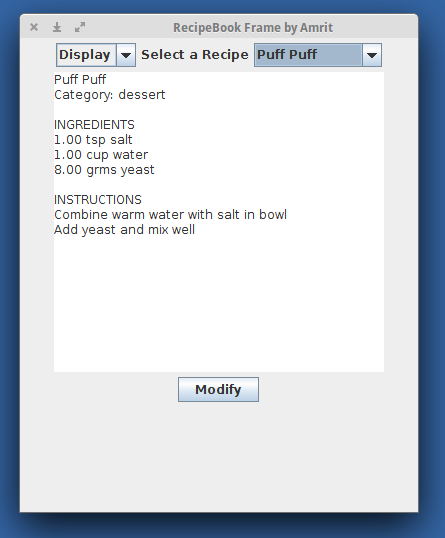 RecipeBook Frame by Amrit
Display Select a Recipe Puff Puff
Puff Puff
Category: dessert
INGREDIENTS
1.00 tsp salt
1.00 cup water
8.00 grms yeast
INSTRUCTIONS
Combine warm water with salt in bowl
Add yeast and mix well
Modify